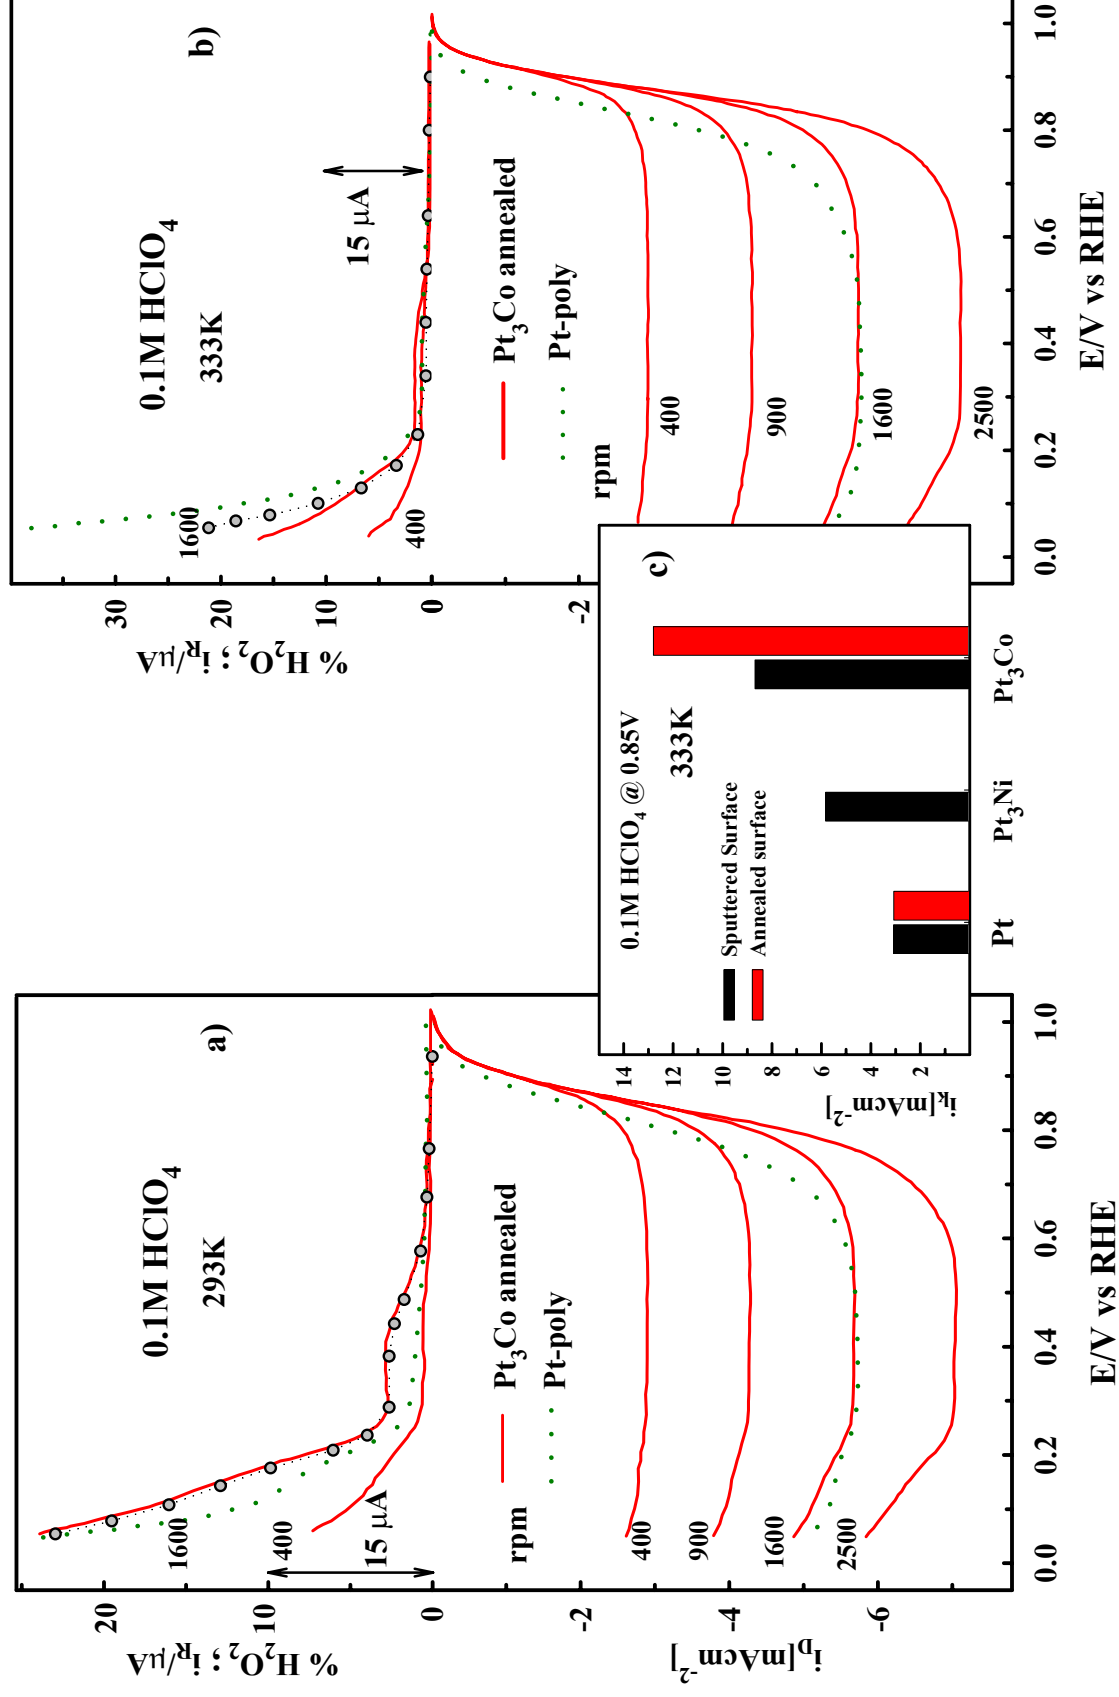 a)
0.1M HClO4
293K
% H2O2 ; iR/μA
20
10
0
1600
400
15 μA
Pt3Co annealed
Pt-poly
rpm
400
900
1600
2500
iD[mAcm-2]
-2
-4
-6
0.0 0.2 0.4 0.6 0.8 1.0
E/V vs RHE
b)
0.1M HClO4
333K
% H2O2 ; iR/μA
30
20
10
0
-2
1600
400
15 μA
Pt3Co annealed
Pt-poly
rpm
400
900
1600
2500
0.0 0.2 0.4 0.6 0.8 1.0
E/V vs RHE
c)
0.1M HClO4 @ 0.85V
333K
Sputtered Surface
Annealed surface
iK[mAcm-2]
14
12
10
8
6
4
2
Pt Pt3Ni Pt3Co